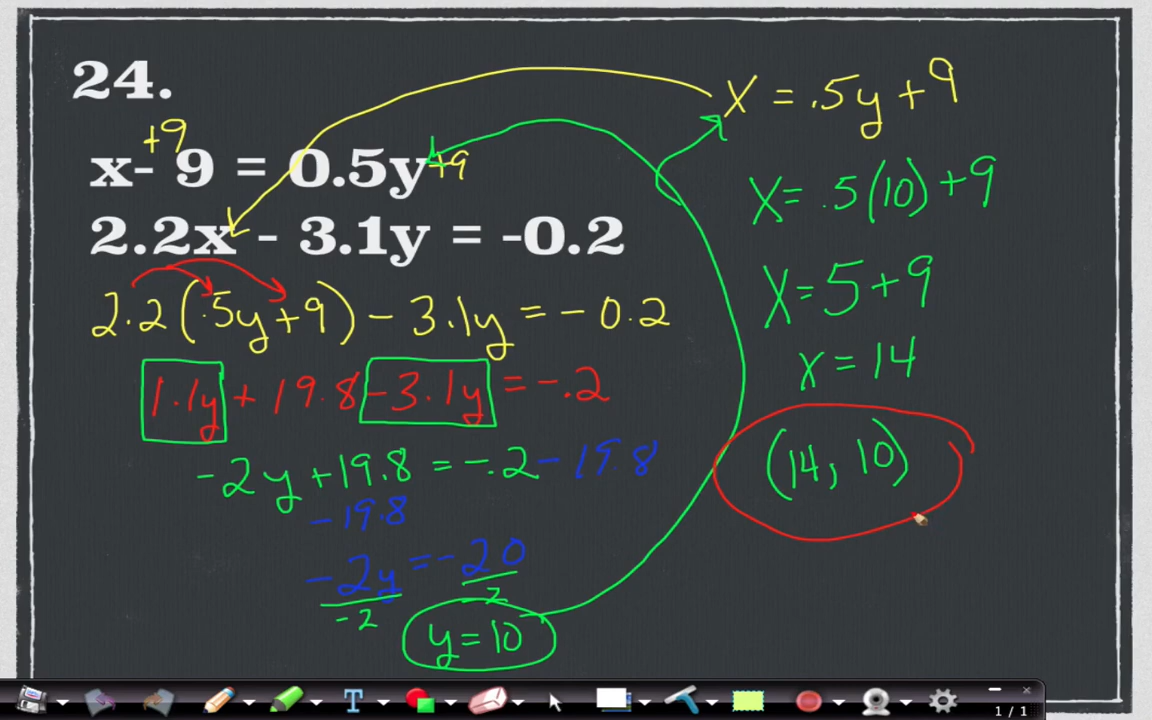 24.
+9
x- 9 = 0.5y +9
2.2x - 3.1y = -0.2
2.2(.5y+9) - 3.1y = - 0.2
1.1y + 19.8 - 3.1y = -.2
-2y + 19.8 = -.2 - 19.8
- 19.8
-2y = -20
-2 2
y = 10
X = .5y + 9
X = .5(10) + 9
X = 5 + 9
x = 14
(14, 10)
T
1 / 1